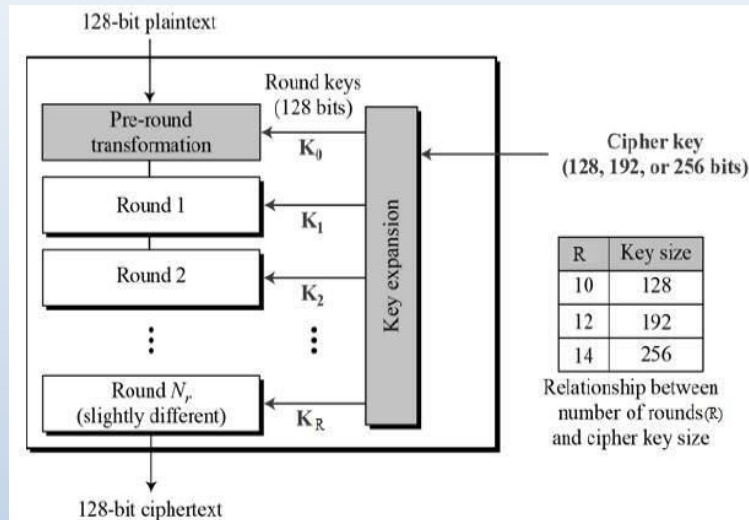 128-bit plaintext
Round keys
(128 bits)
Pre-round
transformation
K₀
Cipher key
(128, 192, or 256 bits)
Round 1
K₁
Round 2
K₂
Key expansion
R Key size
10 128
12 192
14 256
⋮ ⋮
Round Nᵣ
(slightly different)
K_R
Relationship between
number of rounds(R)
and cipher key size
128-bit ciphertext